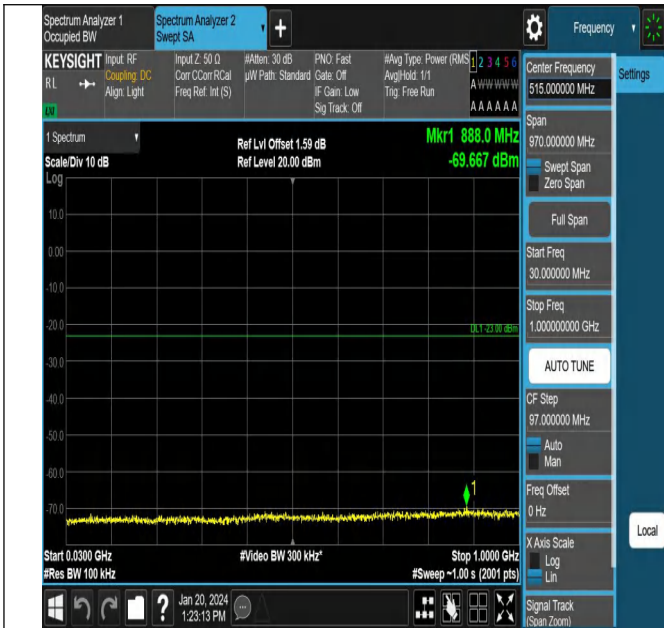 Spectrum Analyzer 1
Occupied BW
Spectrum Analyzer 2
Swept SA
Frequency
KEYSIGHT
RL
LXI
Input: RF
Coupling: DC
Align: Light
Input Z: 50 Ω
Corr CCorr RCal
Freq Ref: Int (S)
#Atten: 30 dB
µW Path: Standard
PNO: Fast
Gate: Off
IF Gain: Low
Sig Track: Off
#Avg Type: Power (RMS
Avg|Hold: 1/1
Trig: Free Run
1 2 3 4 5 6
A W W W W W
A A A A A A
Center Frequency
515.000000 MHz
Settings
Span
970.000000 MHz
Swept Span
Zero Span
Full Span
Start Freq
30.000000 MHz
Stop Freq
1.000000000 GHz
AUTO TUNE
CF Step
97.000000 MHz
Auto
Man
Freq Offset
0 Hz
X Axis Scale
Log
Lin
Local
Signal Track
(Span Zoom)
1 Spectrum
Scale/Div 10 dB
Log
Ref Lvl Offset 1.59 dB
Ref Level 20.00 dBm
Mkr1 888.0 MHz
-69.667 dBm
10.0
0.00
-10.0
-20.0
DL1 -23.00 dBm
-30.0
-40.0
-50.0
-60.0
-70.0
1
Start 0.0300 GHz
#Res BW 100 kHz
#Video BW 300 kHz*
Stop 1.0000 GHz
#Sweep ~1.00 s (2001 pts)
?
Jan 20, 2024
1:23:13 PM